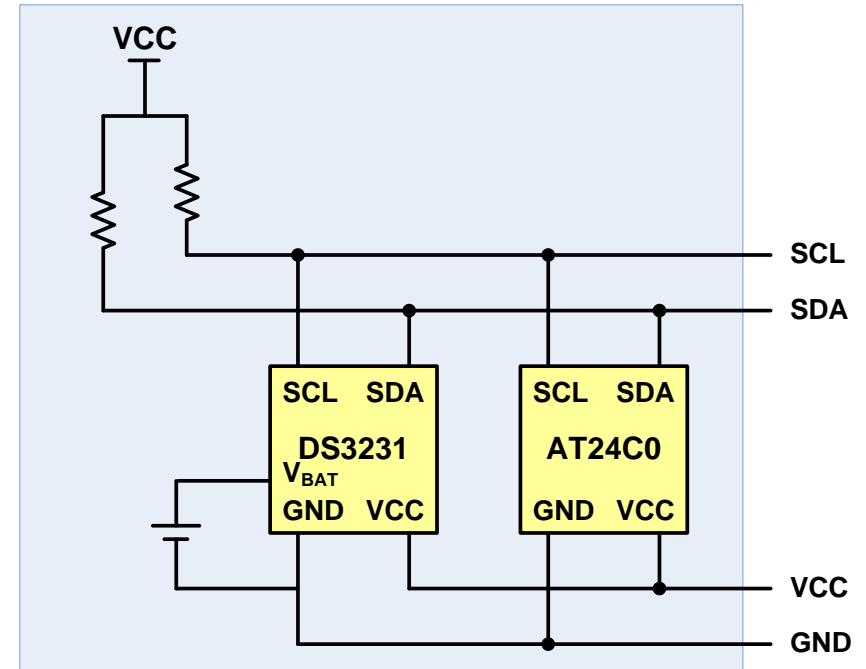 VCC
SCL
SDA
SCL SDA
DS3231
VBAT
GND VCC
SCL SDA
AT24C0
GND VCC
VCC
GND